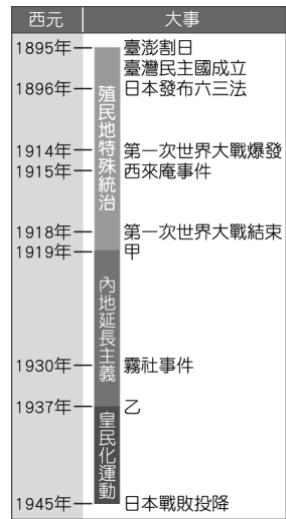 西元 大事
1895年 臺澎割日
臺灣民主國成立
1896年 日本發布六三法
殖民地特殊統治
1914年 第一次世界大戰爆發
1915年 西來庵事件
1918年 第一次世界大戰結束
1919年 甲
內地延長主義
1930年 霧社事件
1937年 乙
皇民化運動
1945年 日本戰敗投降